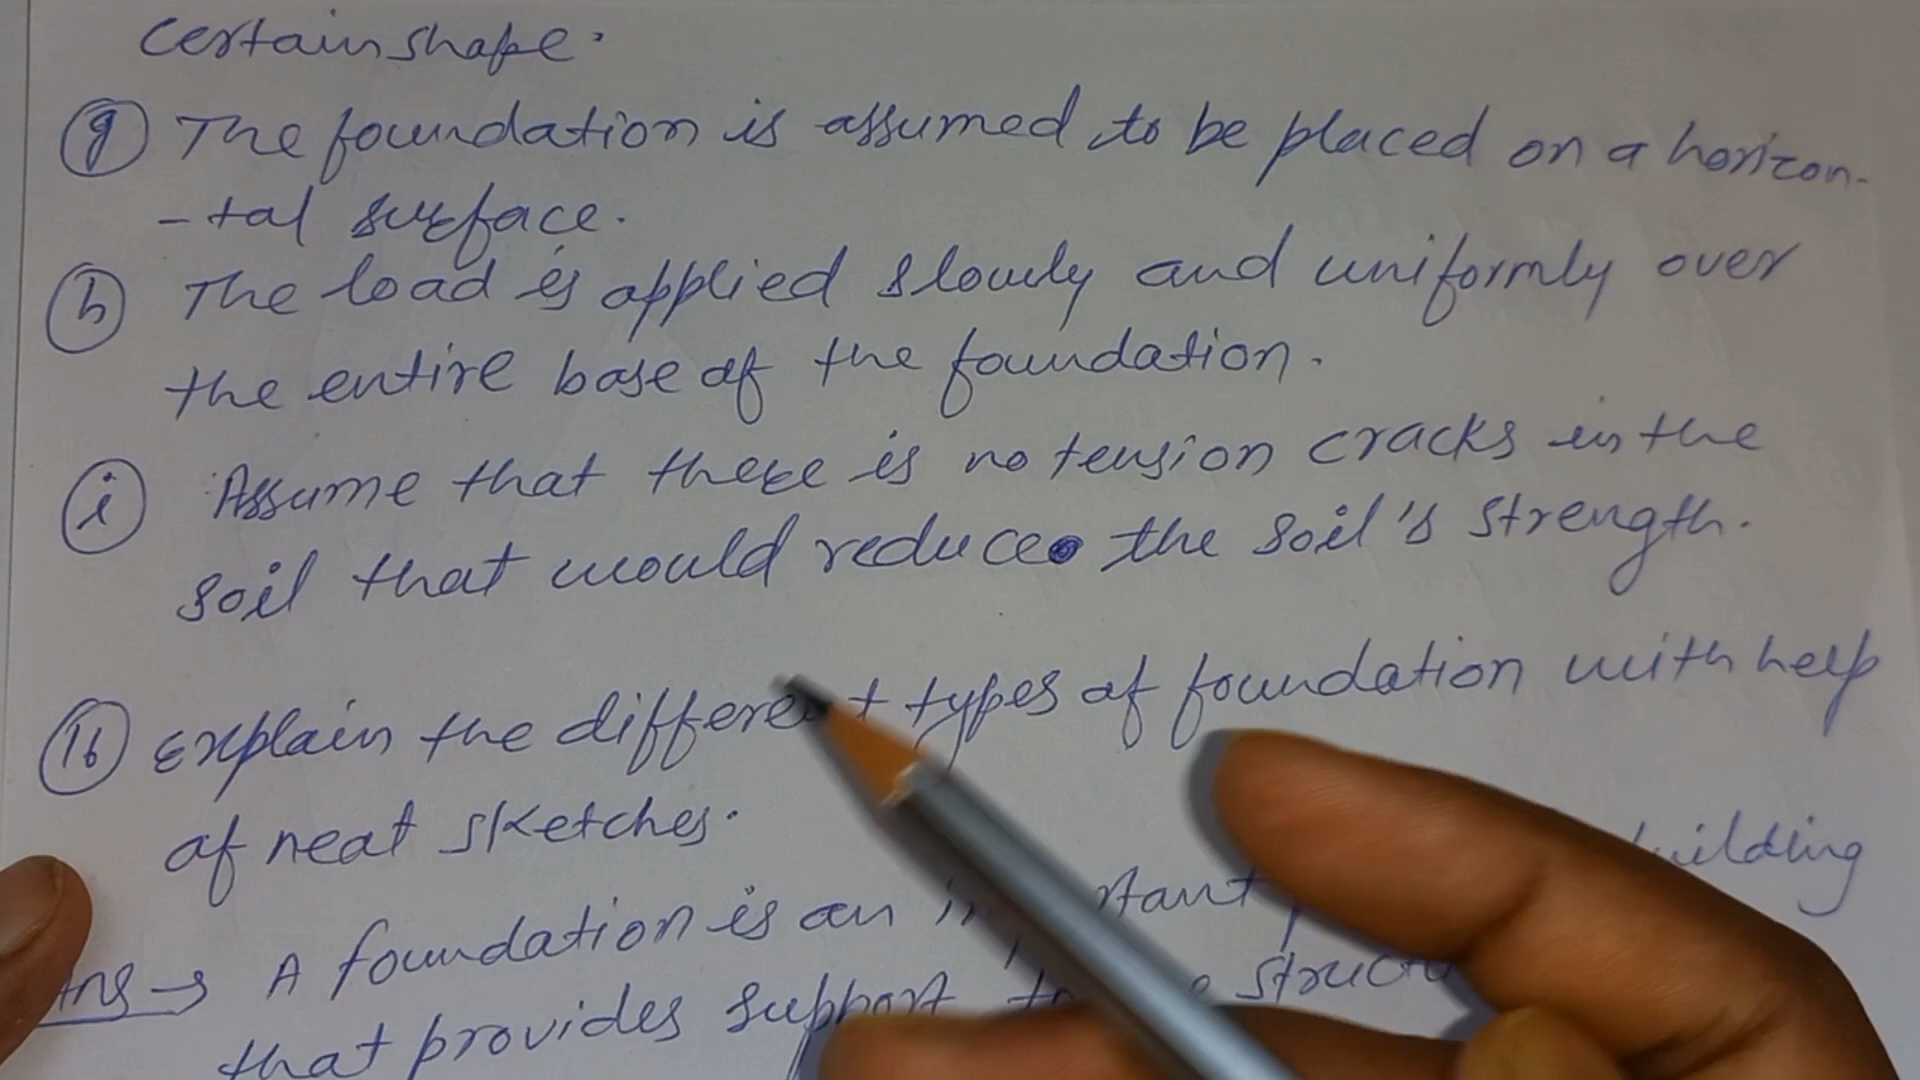 certain shape.
(g) The foundation is assumed to be placed on a horizon-
-tal surface.
(h) The load is applied slowly and uniformly over
the entire base of the foundation.
(i) Assume that there is no tension cracks in the
soil that would reduce the soil's strength.
(16) Explain the different types of foundation with help
of neat sketches.
Ans → A foundation is an building
that provides support